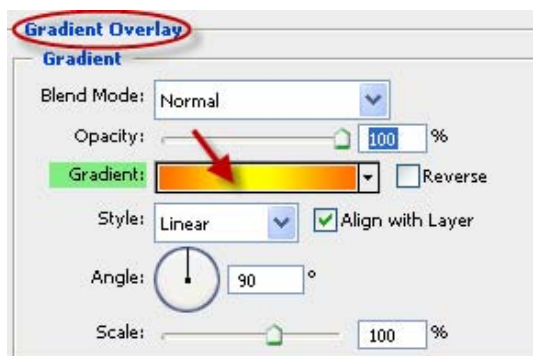 Gradient Overlay
Gradient
Blend Mode: Normal
Opacity: 100 %
Gradient: Reverse
Style: Linear Align with Layer
Angle: 90 °
Scale: 100 %